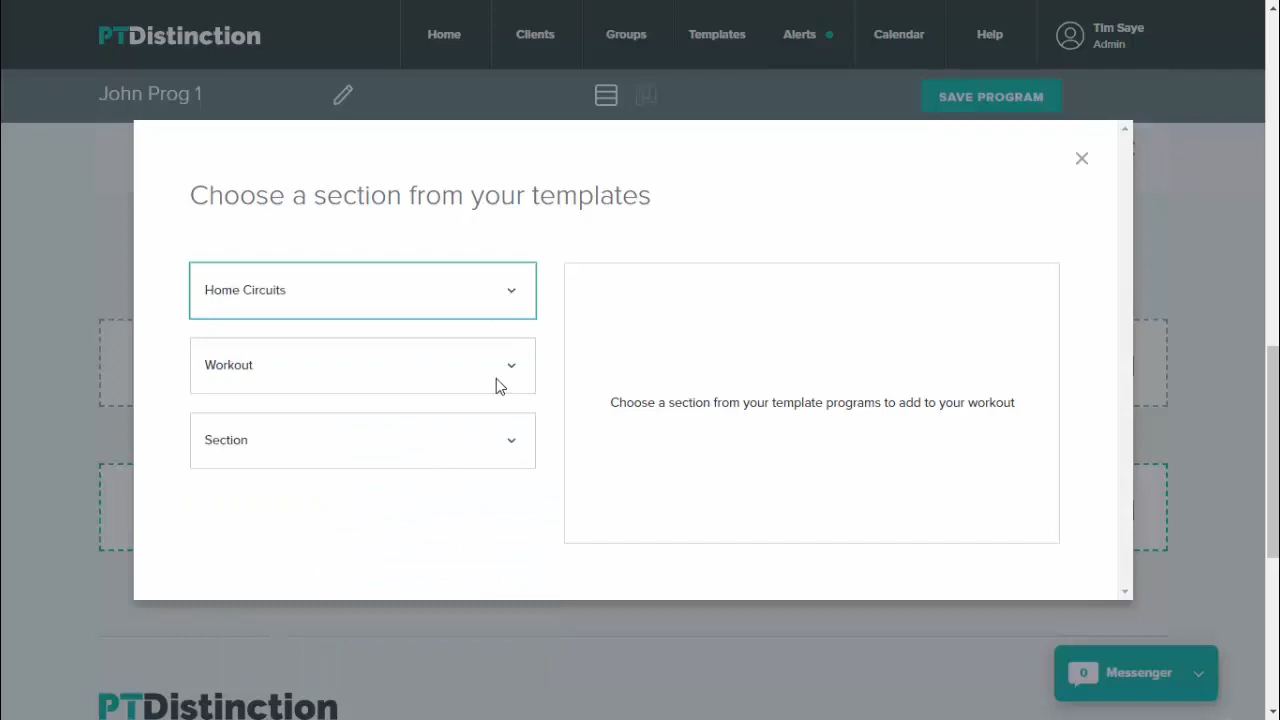 PTDistinction
Home
Clients
Groups
Templates
Alerts
Calendar
Help
Tim Saye
Admin
John Prog 1
SAVE PROGRAM
Choose a section from your templates
Home Circuits
Workout
Section
Choose a section from your template programs to add to your workout
0
Messenger
PTDistinction